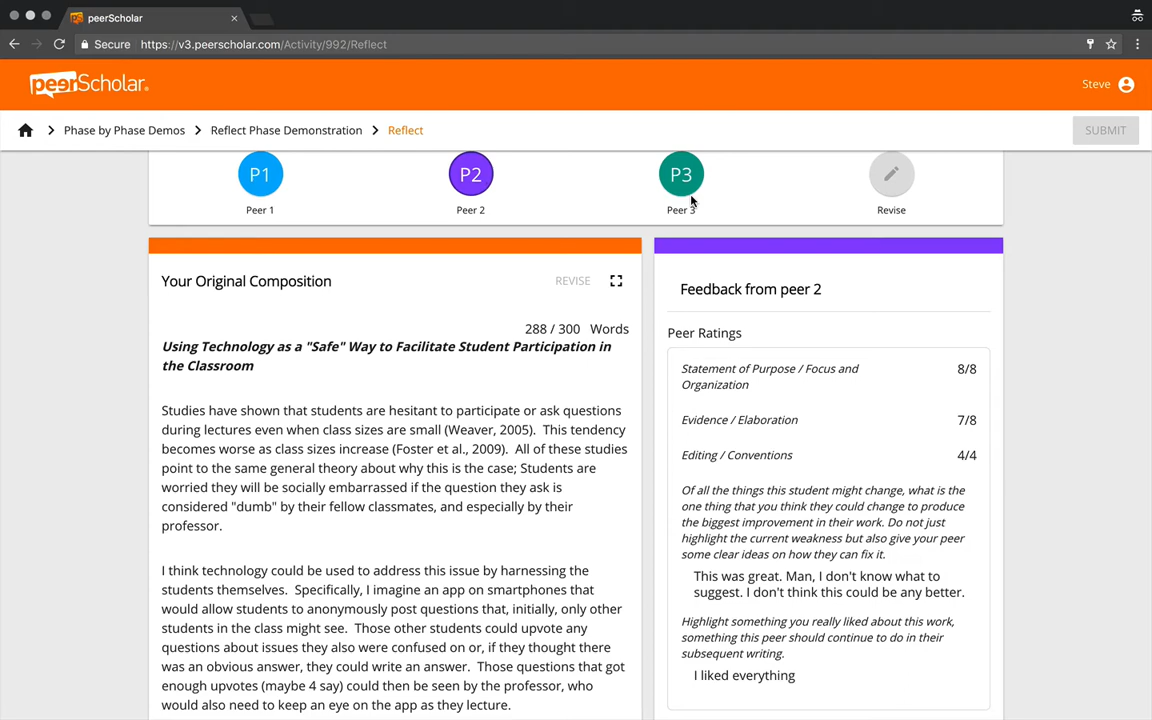 peerScholar
Secure https://v3.peerscholar.com/Activity/992/Reflect
peerScholar
Steve
Phase by Phase Demos
Reflect Phase Demonstration
Reflect
SUBMIT
P1
P2
P3
Peer 1
Peer 2
Peer 3
Revise
Your Original Composition
REVISE
288 / 300 Words
Using Technology as a "Safe" Way to Facilitate Student Participation in
the Classroom
Studies have shown that students are hesitant to participate or ask questions
during lectures even when class sizes are small (Weaver, 2005).  This tendency
becomes worse as class sizes increase (Foster et al., 2009).  All of these studies
point to the same general theory about why this is the case; Students are
worried they will be socially embarrassed if the question they ask is
considered "dumb" by their fellow classmates, and especially by their
professor.
I think technology could be used to address this issue by harnessing the
students themselves.  Specifically, I imagine an app on smartphones that
would allow students to anonymously post questions that, initially, only other
students in the class might see.  Those other students could upvote any
questions about issues they also were confused on or, if they thought there
was an obvious answer, they could write an answer.  Those questions that got
enough upvotes (maybe 4 say) could then be seen by the professor, who
would also need to keep an eye on the app as they lecture.
Feedback from peer 2
Peer Ratings
Statement of Purpose / Focus and
Organization
8/8
Evidence / Elaboration
7/8
Editing / Conventions
4/4
Of all the things this student might change, what is the
one thing that you think they could change to produce
the biggest improvement in their work. Do not just
highlight the current weakness but also give your peer
some clear ideas on how they can fix it.
This was great. Man, I don't know what to
suggest. I don't think this could be any better.
Highlight something you really liked about this work,
something this peer should continue to do in their
subsequent writing.
I liked everything